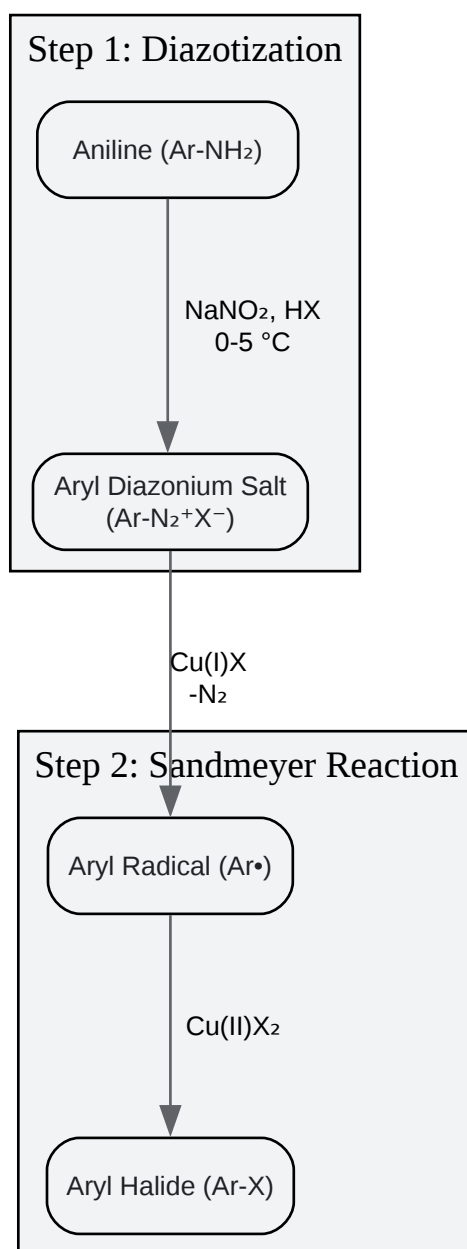 Step 1: Diazotization
Aniline (Ar-NH₂)
NaNO₂, HX
0-5 °C
Aryl Diazonium Salt
(Ar-N₂⁺X⁻)
Cu(I)X
-N₂
Step 2: Sandmeyer Reaction
Aryl Radical (Ar•)
Cu(II)X₂
Aryl Halide (Ar-X)